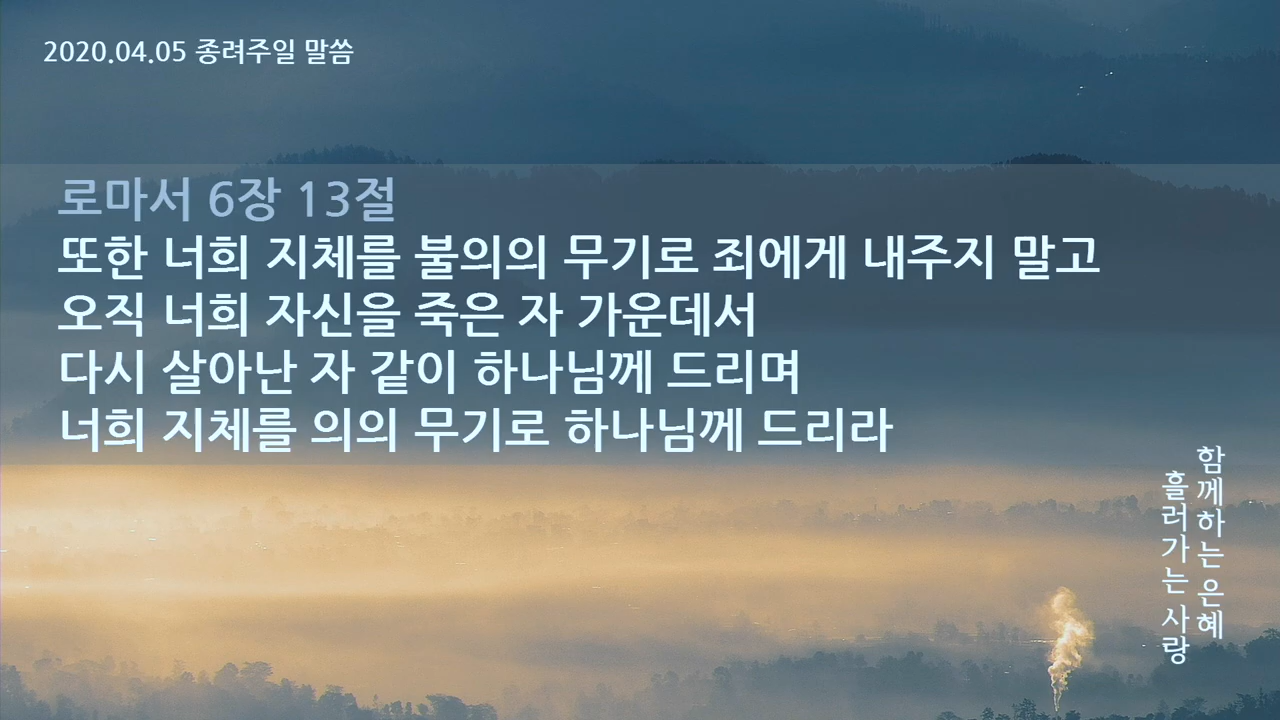 2020.04.05 종려주일 말씀
로마서 6장 13절
또한 너희 지체를 불의의 무기로 죄에게 내주지 말고
오직 너희 자신을 죽은 자 가운데서
다시 살아난 자 같이 하나님께 드리며
너희 지체를 의의 무기로 하나님께 드리라
함께하는 은혜
흘러가는 사랑